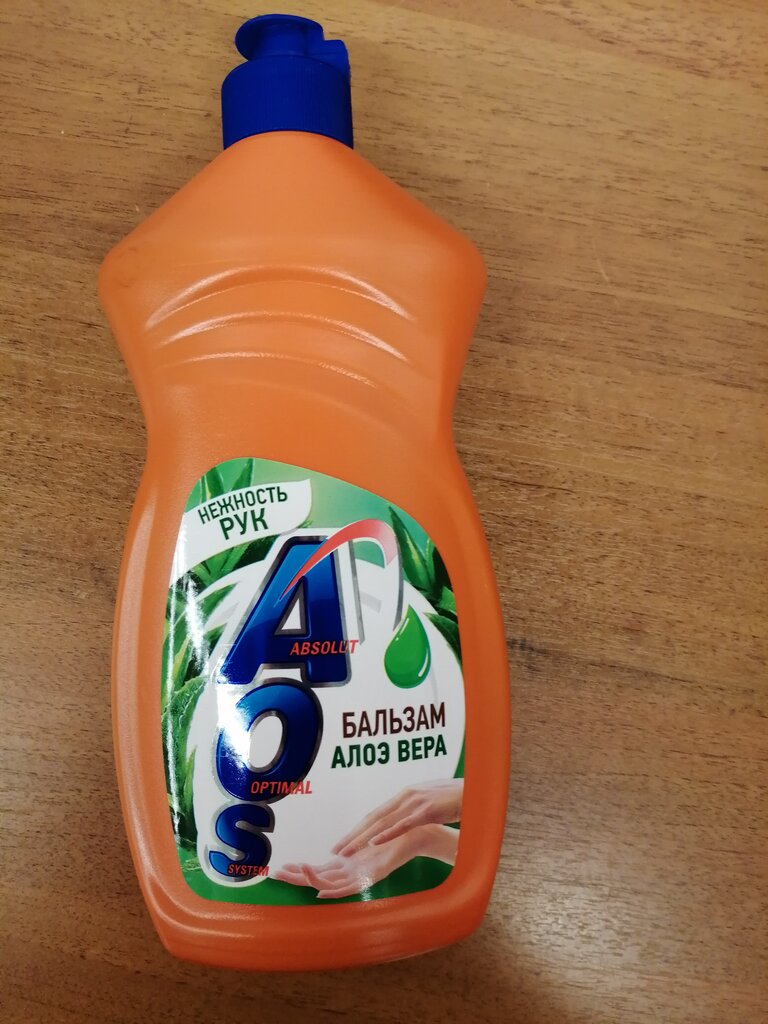 НЕЖНОСТЬ
РУК
A
ABSOLUT
БАЛЬЗАМ
АЛОЭ ВЕРА
O
OPTIMAL
S
SYSTEM